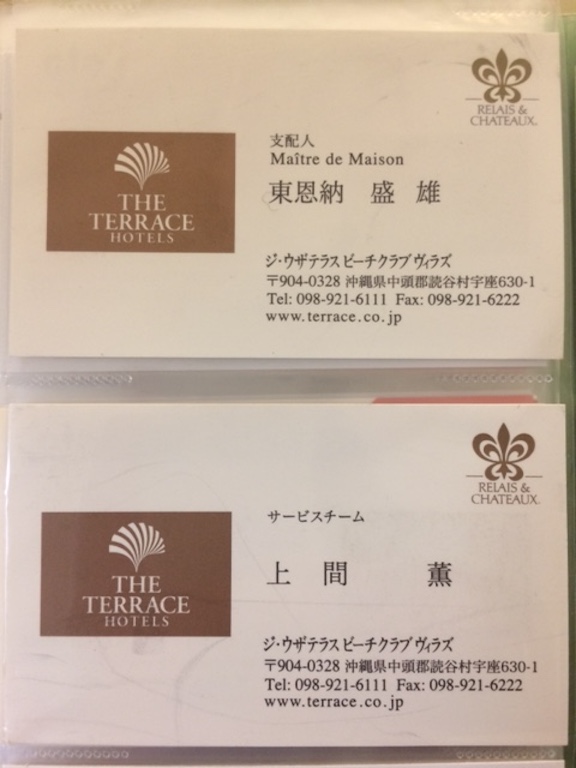 RELAIS &
CHATEAUX
THE
TERRACE
HOTELS
支配人
Maître de Maison
東恩納 盛 雄
ジ・ウザテラス ビーチクラブ ヴィラズ
〒904-0328 沖縄県中頭郡読谷村字座630-1
Tel: 098-921-6111 Fax: 098-921-6222
www.terrace.co.jp
RELAIS &
CHATEAUX
THE
TERRACE
HOTELS
サービスチーム
上 間 薫
ジ・ウザテラス ビーチクラブ ヴィラズ
〒904-0328 沖縄県中頭郡読谷村字座630-1
Tel: 098-921-6111 Fax: 098-921-6222
www.terrace.co.jp